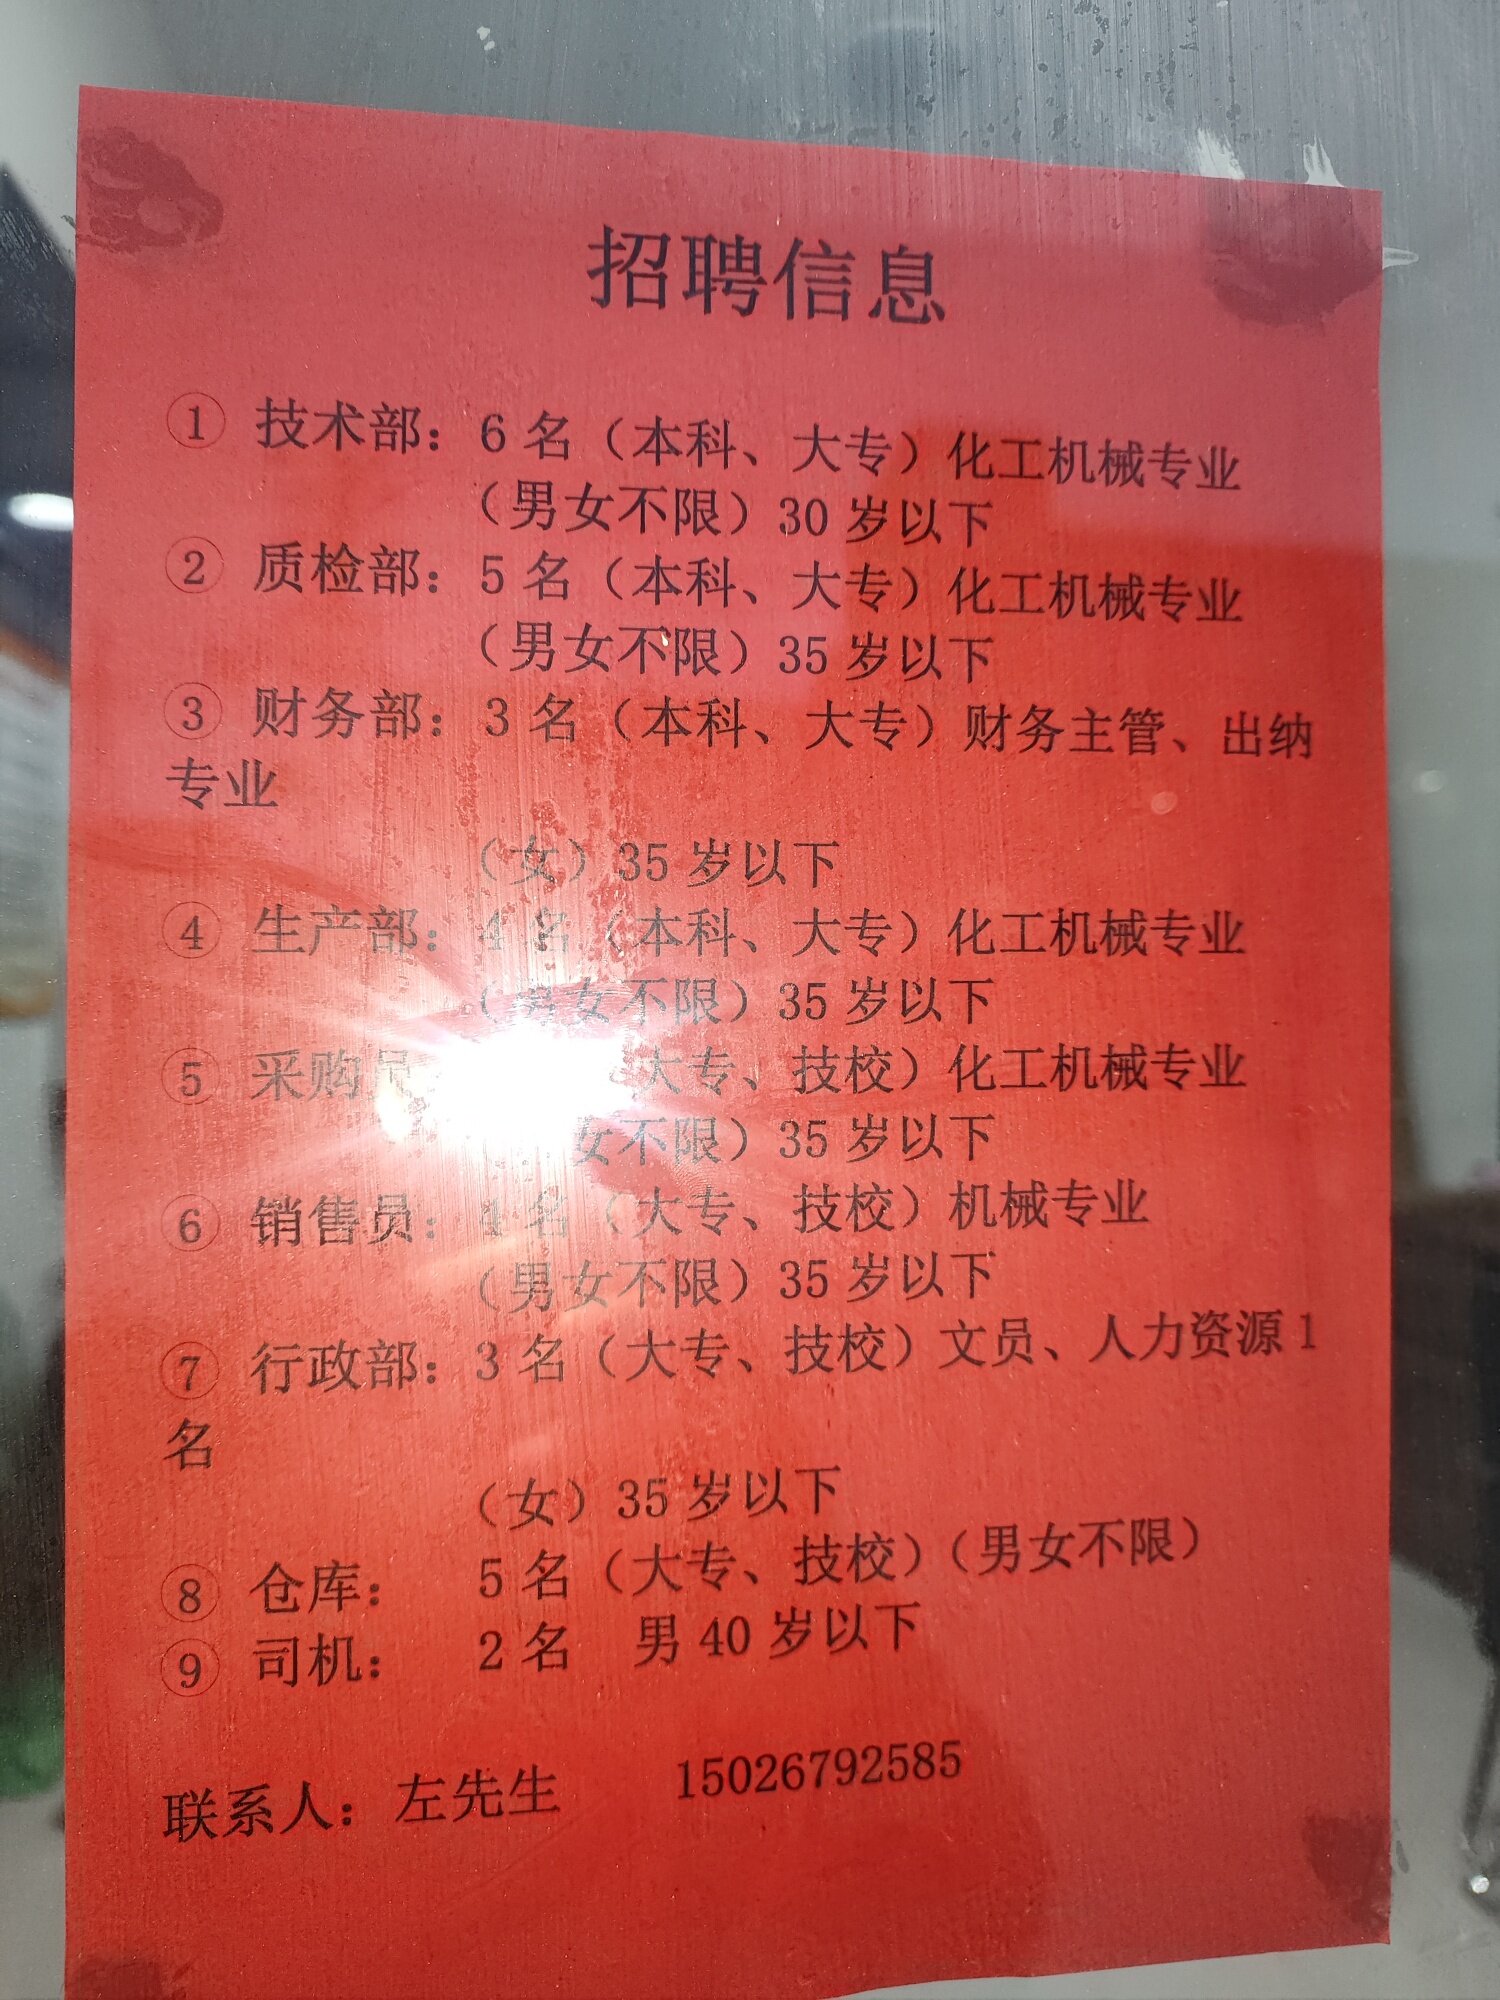 招聘信息
① 技术部：6名（本科、大专）化工机械专业
（男女不限）30岁以下
② 质检部：5名（本科、大专）化工机械专业
（男女不限）35岁以下
③ 财务部：3名（本科、大专）财务主管、出纳
专业
（女）35岁以下
④ 生产部：4名（本科、大专）化工机械专业
（男女不限）35岁以下
⑤ 采购员 大专、技校）化工机械专业
女不限）35岁以下
⑥ 销售员：4名（大专、技校）机械专业
（男女不限）35岁以下
⑦ 行政部：3名（大专、技校）文员、人力资源1
名
（女）35岁以下
⑧ 仓库： 5名（大专、技校）（男女不限）
⑨ 司机： 2名 男40岁以下
联系人：左先生 15026792585